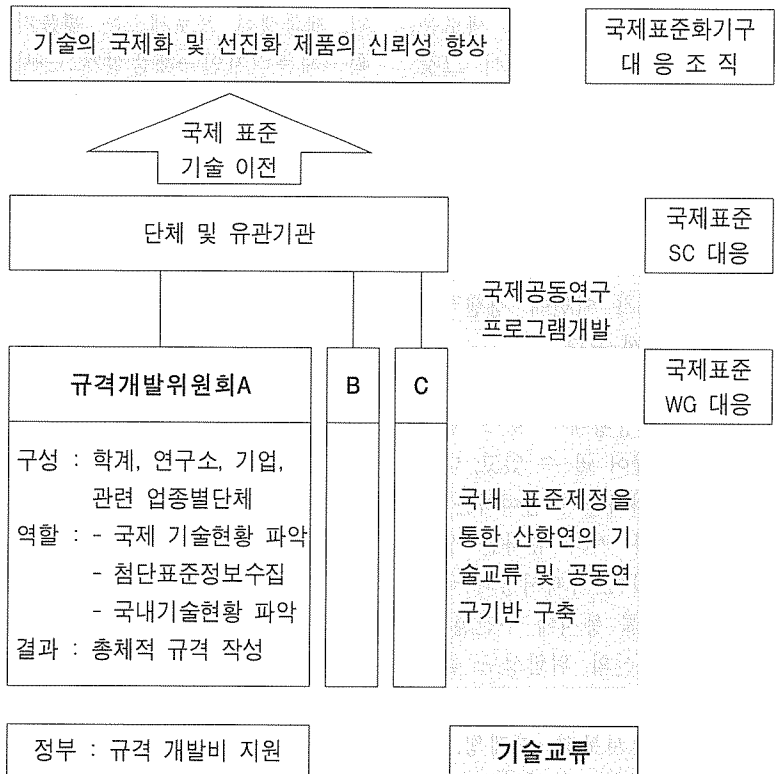 기술의 국제화 및 선진화 제품의 신뢰성 향상
국제표준화기구
대 응 조 직
국제 표준
기술 이전
단체 및 유관기관
국제표준
SC 대응
국제공동연구
프로그램개발
규격개발위원회A
B
C
국제표준
WG 대응
구성 : 학계, 연구소, 기업,
관련 업종별단체
역할 : - 국제 기술현황 파악
- 첨단표준정보수집
- 국내기술현황 파악
결과 : 총체적 규격 작성
국내 표준제정을
통한 산학연의 기
술교류 및 공동연
구기반 구축
정부 : 규격 개발비 지원
기술교류